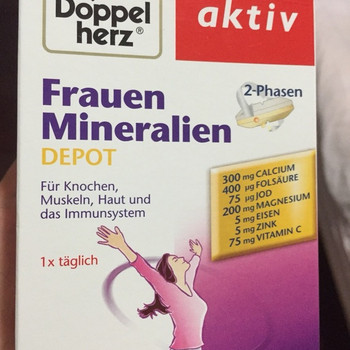 Doppel
herz®
aktiv
Frauen
Mineralien
DEPOT
2-Phasen
Für Knochen,
Muskeln, Haut und
das Immunsystem
1x täglich
300 mg CALCIUM
400 µg FOLSÄURE
75 µg JOD
200 mg MAGNESIUM
5 mg EISEN
5 mg ZINK
75 mg VITAMIN C